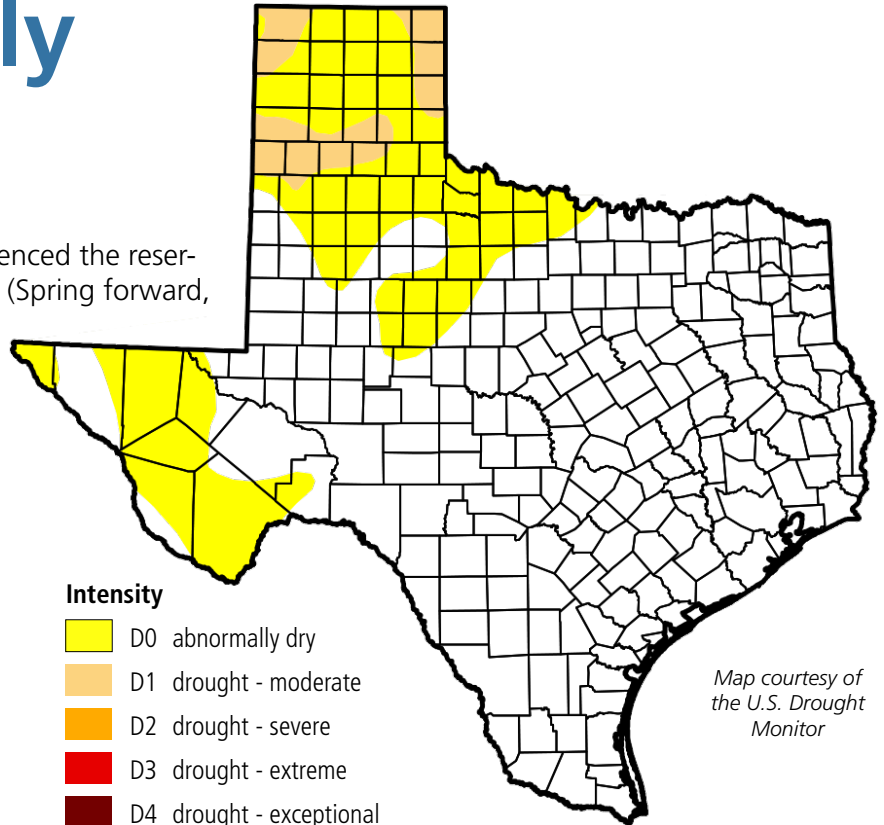 ly
enced the reser-
(Spring forward,
Intensity
D0 abnormally dry
D1 drought - moderate
D2 drought - severe
D3 drought - extreme
D4 drought - exceptional
Map courtesy of
the U.S. Drought
Monitor